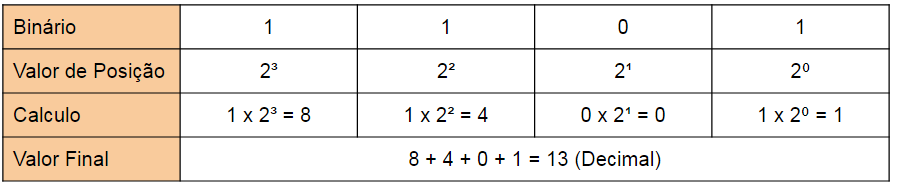 Binário 1 1 0 1
Valor de Posição 2³ 2² 2¹ 2⁰
Calculo 1 x 2³ = 8 1 x 2² = 4 0 x 2¹ = 0 1 x 2⁰ = 1
Valor Final 8 + 4 + 0 + 1 = 13 (Decimal)